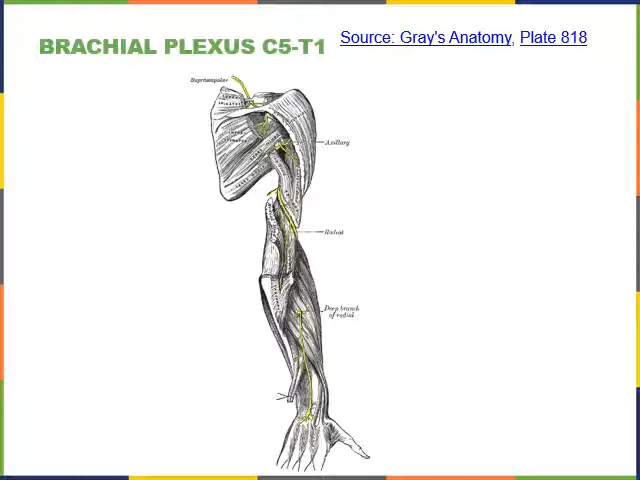 BRACHIAL PLEXUS C5-T1
Source: Gray's Anatomy, Plate 818
Suprascapular
Axillary
Radial
Deep branch
of radial